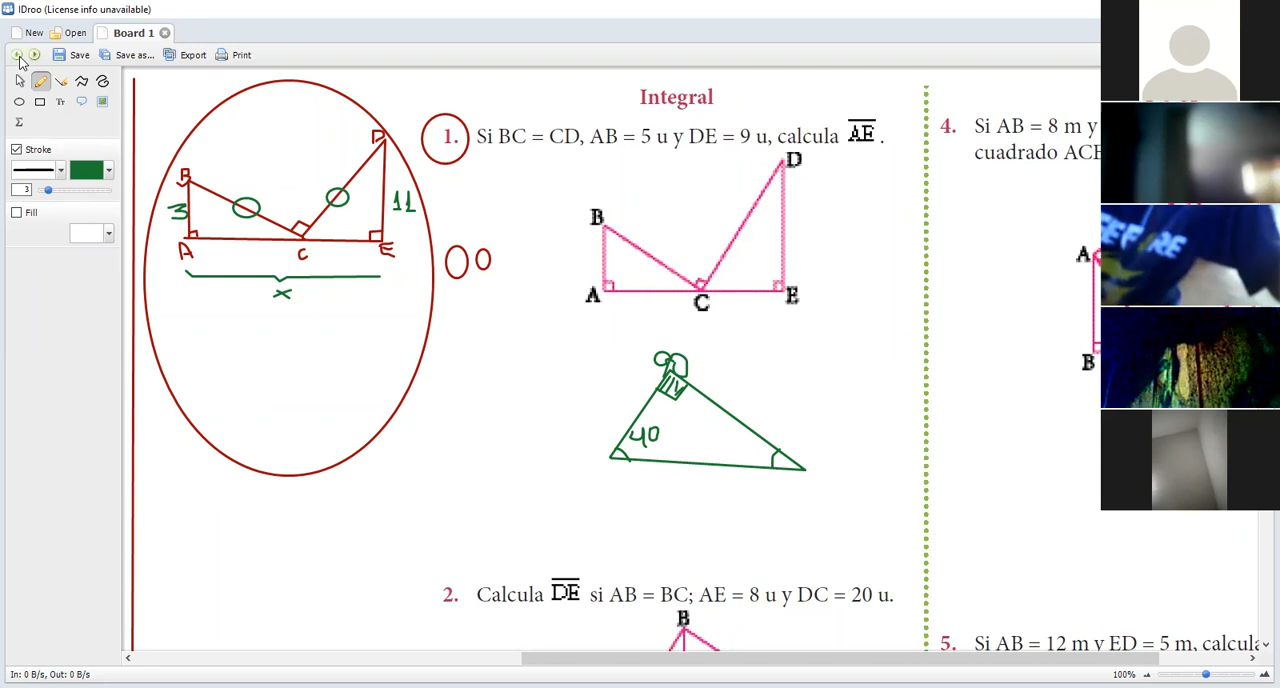 IDroo (License info unavailable)
New Open Board 1
Save Save as... Export Print
Tr
Σ
Stroke
3
Fill
B
D
3
11
A
C
E
x
Integral
1. Si BC = CD, AB = 5 u y DE = 9 u, calcula AE.
D
B
A
C
E
90
40
2. Calcula DE si AB = BC; AE = 8 u y DC = 20 u.
B
4. Si AB = 8 m y
cuadrado ACE
A
B
5. Si AB = 12 m y ED = 5 m, calcula
EFORE
In: 0 B/s, Out: 0 B/s
100%